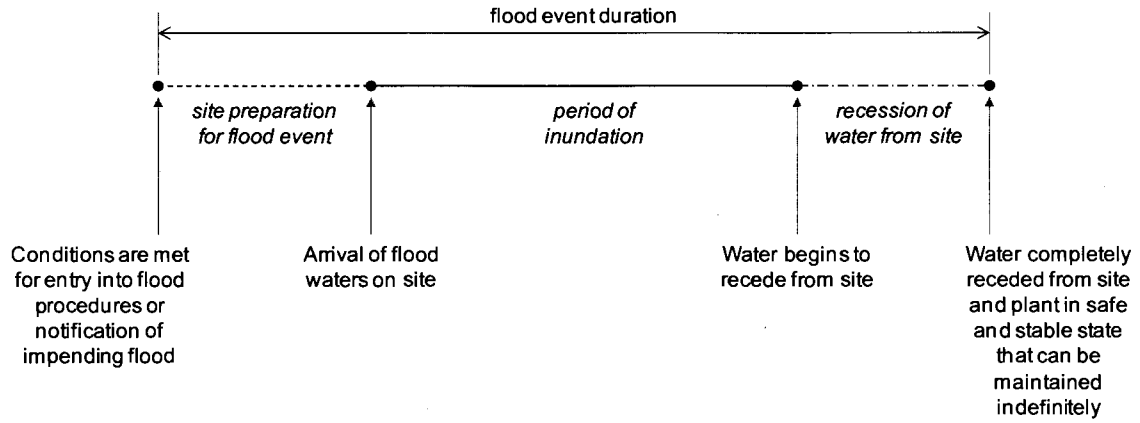 flood event duration
site preparation
for flood event
period of
inundation
recession of
water from site
Conditions are met
for entry into flood
procedures or
notification of
impending flood
Arrival of flood
waters on site
Water begins to
recede from site
Water completely
receded from site
and plant in safe
and stable state
that can be
maintained
indefinitely